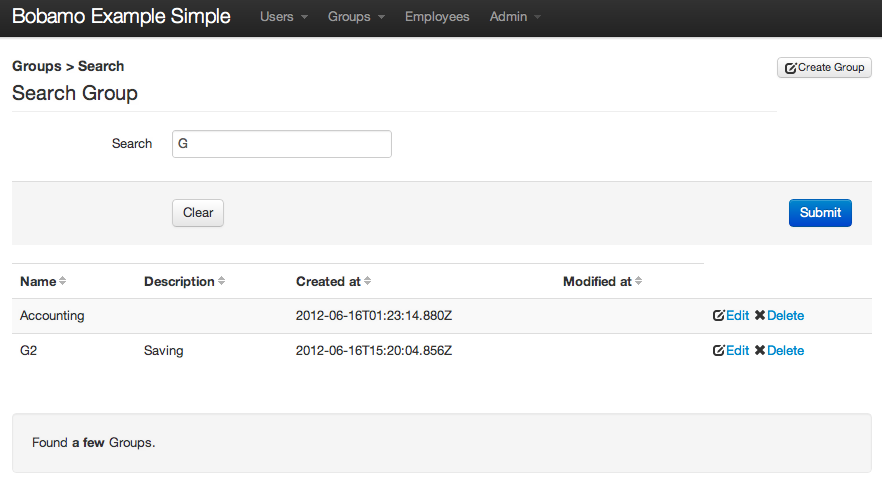 Bobamo Example Simple Users Groups Employees Admin
Groups > Search Create Group
Search Group
Search G
Clear Submit
Name Description Created at Modified at
Accounting 2012-06-16T01:23:14.880Z Edit Delete
G2 Saving 2012-06-16T15:20:04.856Z Edit Delete
Found a few Groups.